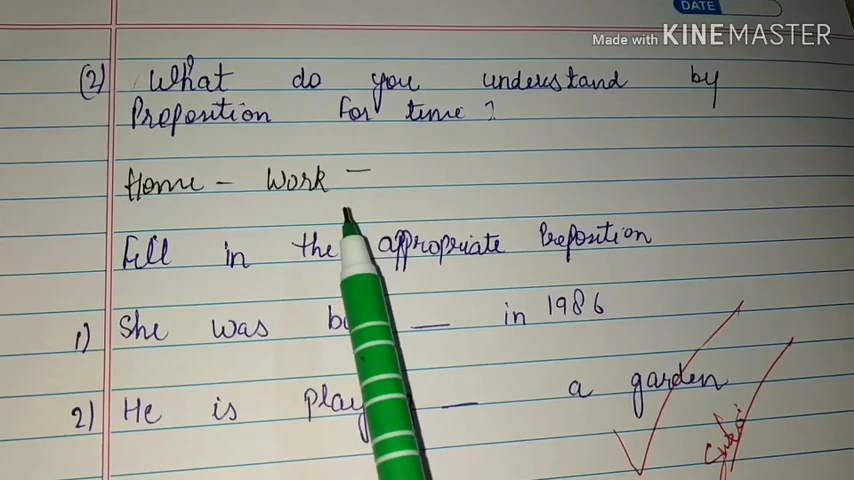 DATE
Made with KINEMASTER
(2) What do you understand by
Preposition for time ?
Home - Work -
Fill in the appropriate Preposition
1) She was in 1986
2) He is a garden